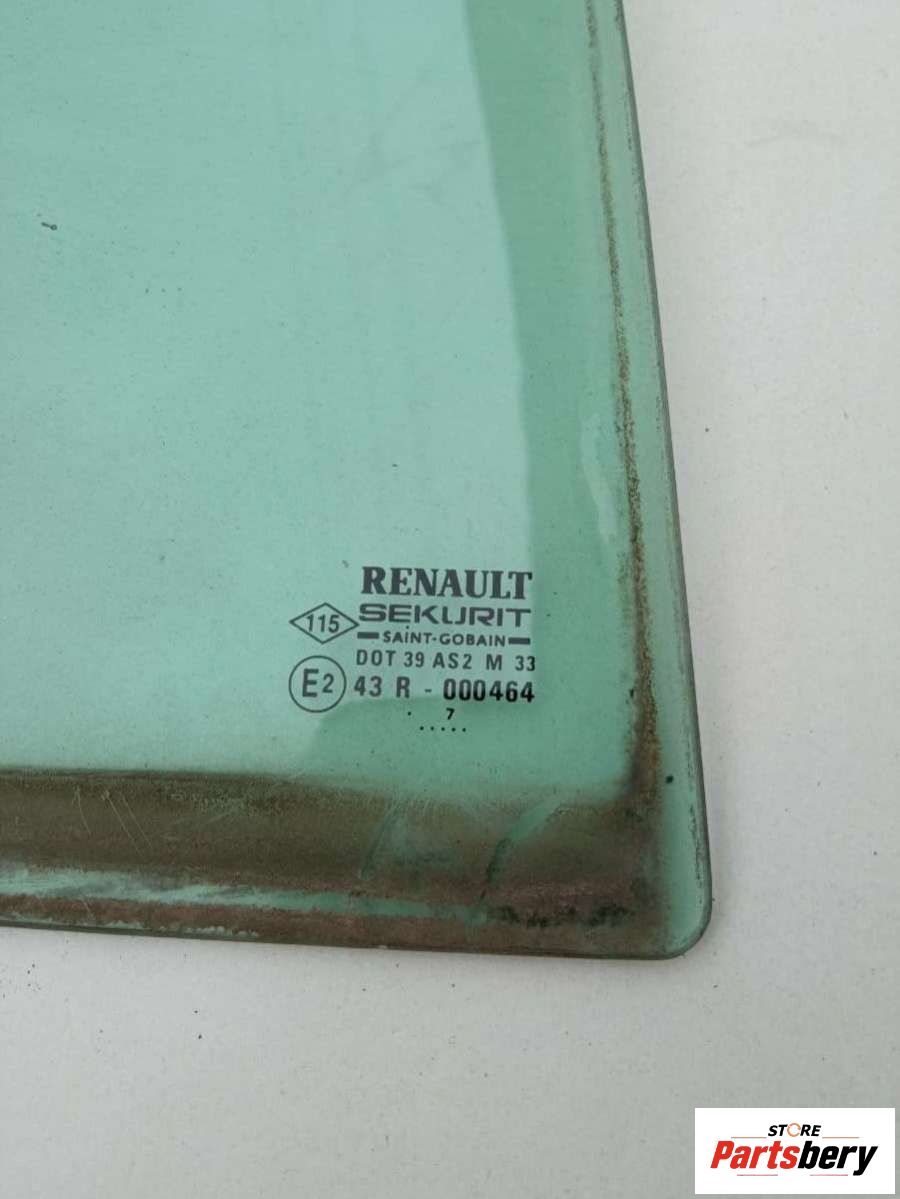 RENAULT
115 SEKURIT
SAINT-GOBAIN
DOT 39 AS2 M 33
E2 43 R - 000464
. 7
.....
STORE
Partsbery